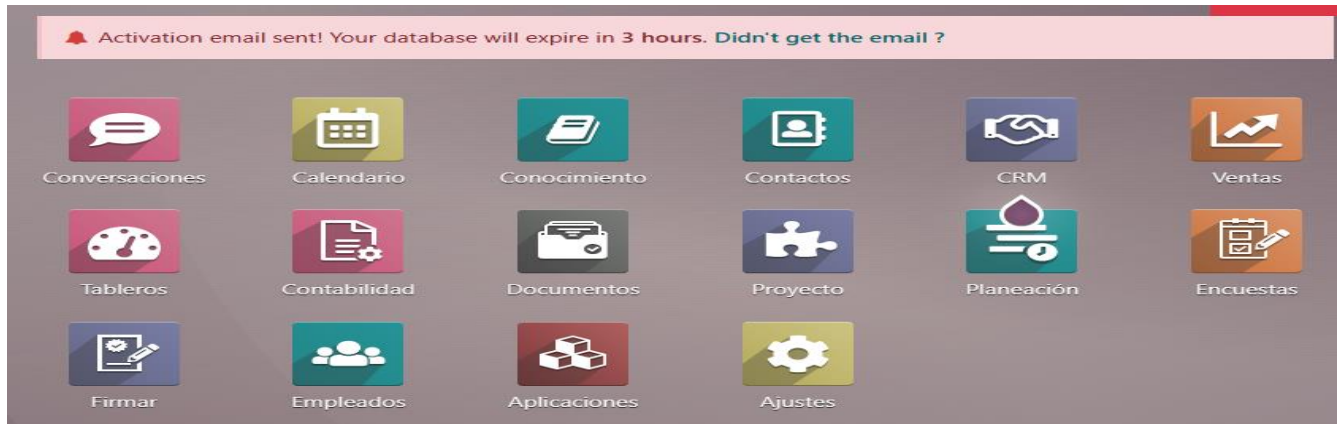 Activation email sent! Your database will expire in 3 hours. Didn't get the email ?
Conversaciones Calendario Conocimiento Contactos CRM Ventas
Tableros Contabilidad Documentos Proyecto Planeación Encuestas
Firmar Empleados Aplicaciones Ajustes